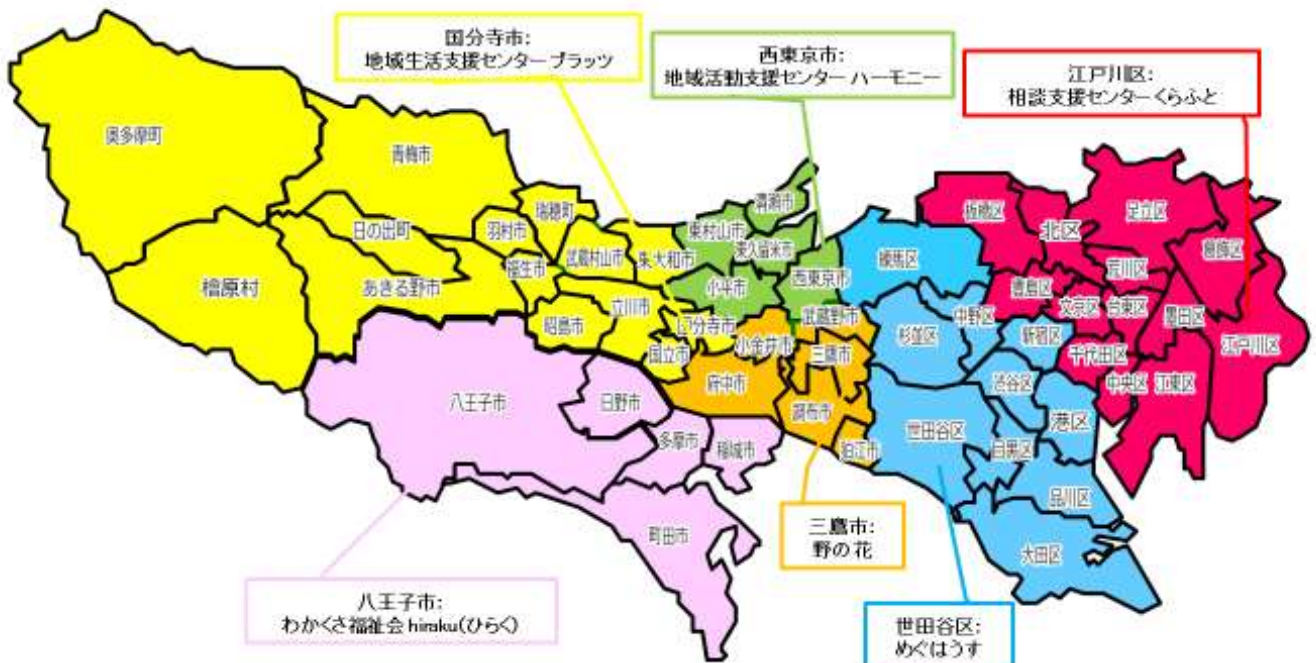 国分寺市:
地域生活支援センタープラッツ
西東京市:
地域活動支援センター ハーモニー
江戸川区:
相談支援センターくらふと
奥多摩町
青梅市
瑞穂町
羽村市
日の出町
福生市
武蔵村山市
東大和市
東村山市
清瀬市
東久留米市
檜原村
あきる野市
昭島市
立川市
小平市
西東京市
国分寺市
国立市
小金井市
武蔵野市
三鷹市
府中市
調布市
狛江市
八王子市
日野市
多摩市
稲城市
町田市
練馬区
板橋区
北区
足立区
葛飾区
荒川区
豊島区
文京区
台東区
墨田区
江戸川区
中野区
杉並区
新宿区
千代田区
中央区
江東区
渋谷区
港区
世田谷区
目黒区
品川区
大田区
三鷹市:
野の花
八王子市:
わかくさ福祉会 hiraku(ひらく)
世田谷区:
めぐはうす